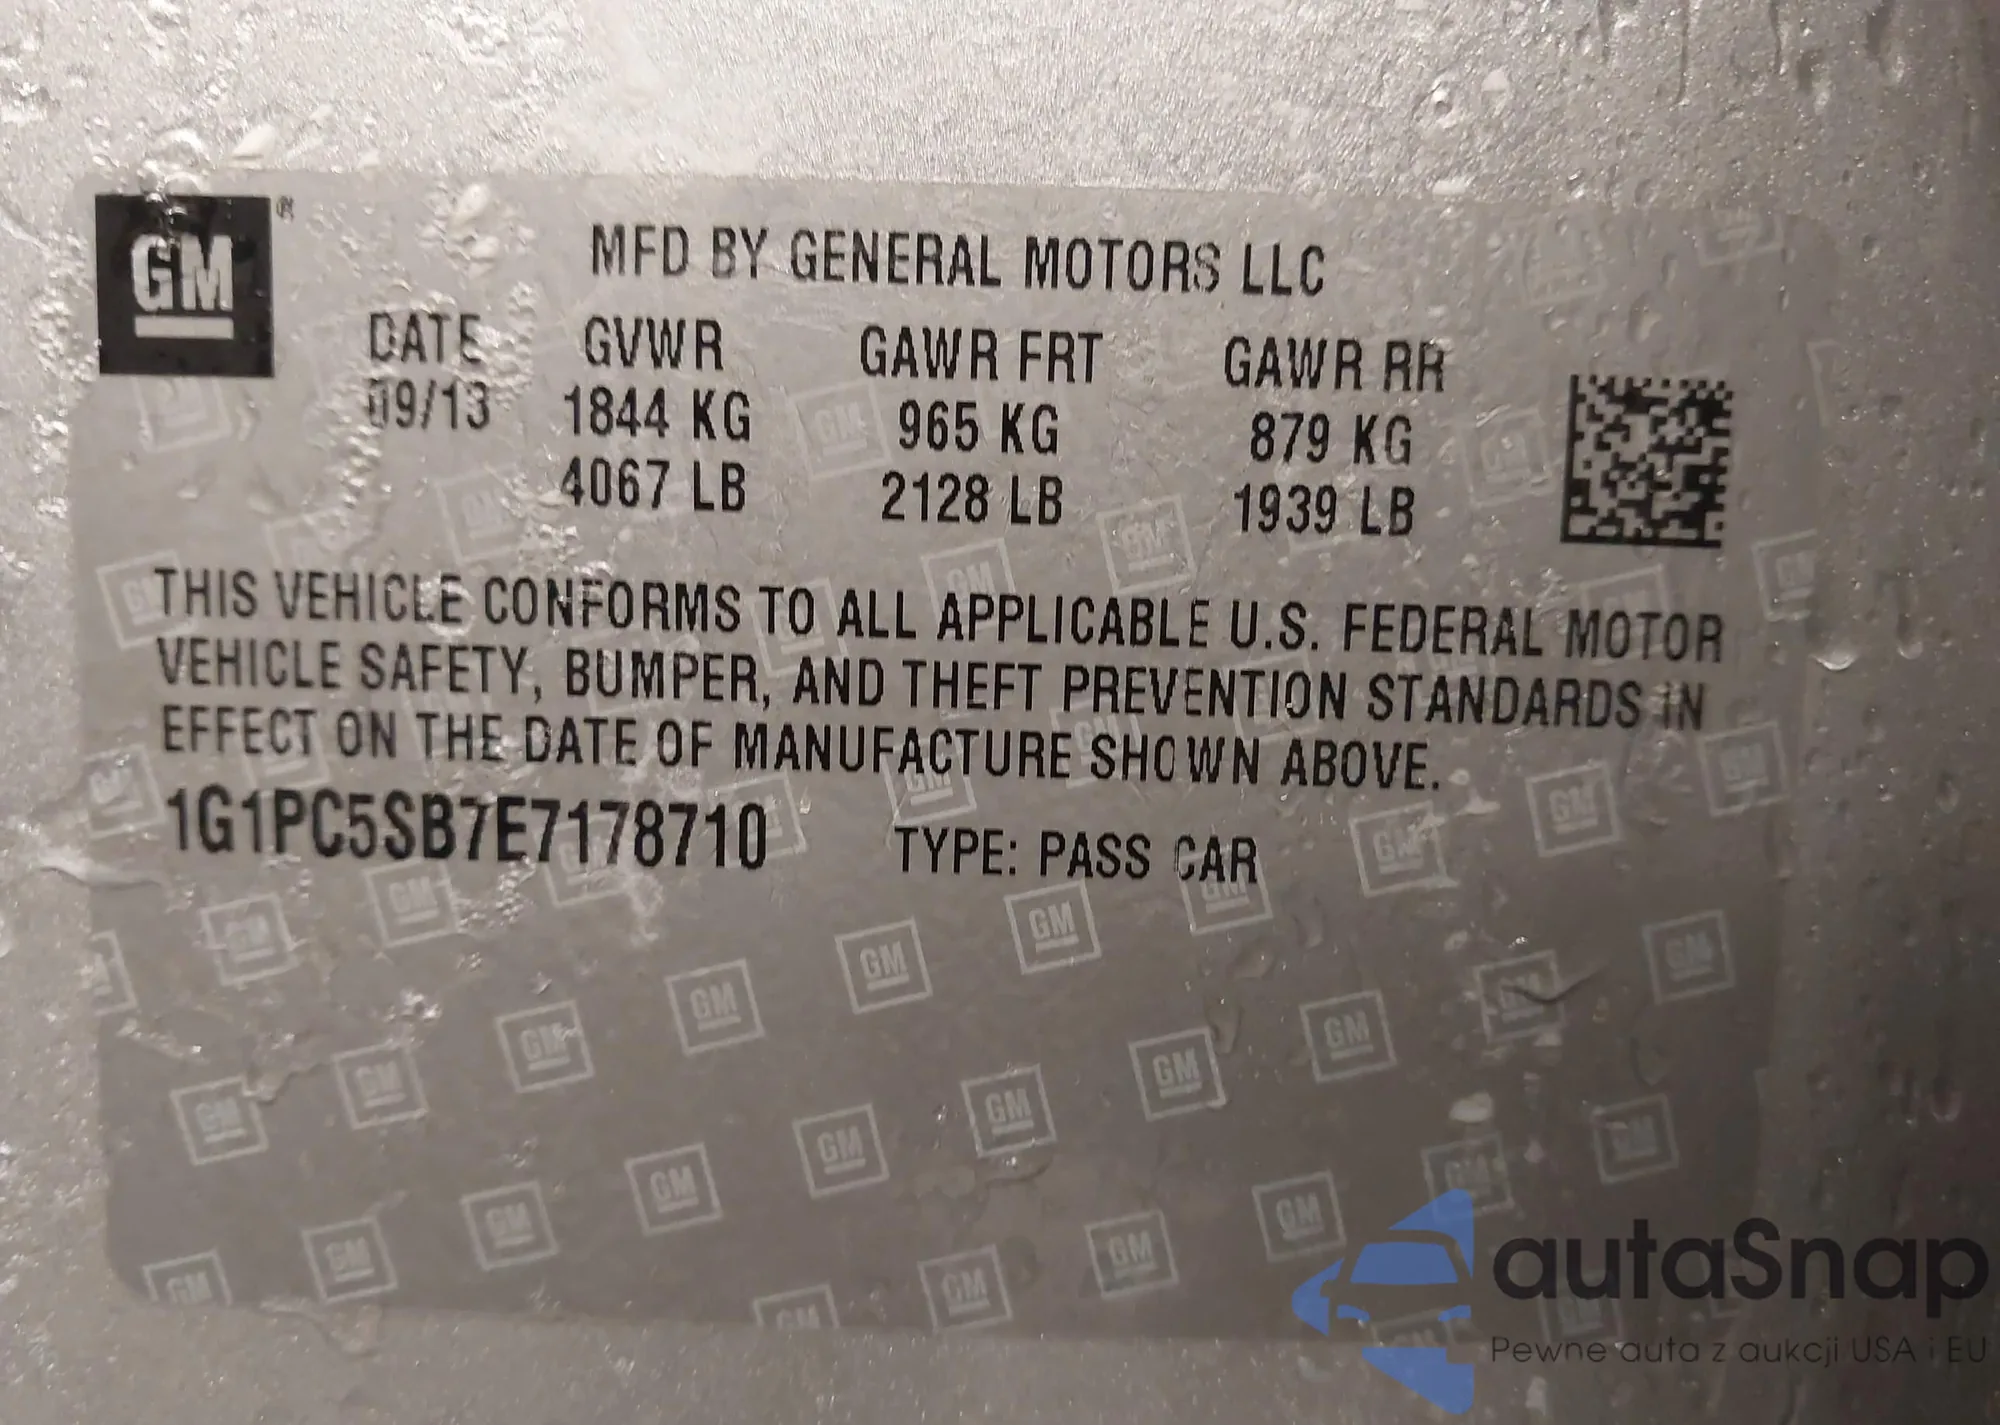 GM ®
MFD BY GENERAL MOTORS LLC
DATE GVWR GAWR FRT GAWR RR
09/13 1844 KG 965 KG 879 KG
4067 LB 2128 LB 1939 LB
THIS VEHICLE CONFORMS TO ALL APPLICABLE U.S. FEDERAL MOTOR
VEHICLE SAFETY, BUMPER, AND THEFT PREVENTION STANDARDS IN
EFFECT ON THE DATE OF MANUFACTURE SHOWN ABOVE.
1G1PC5SB7E7178710 TYPE: PASS CAR
autaSnap
Pewne auta z aukcji USA i EU